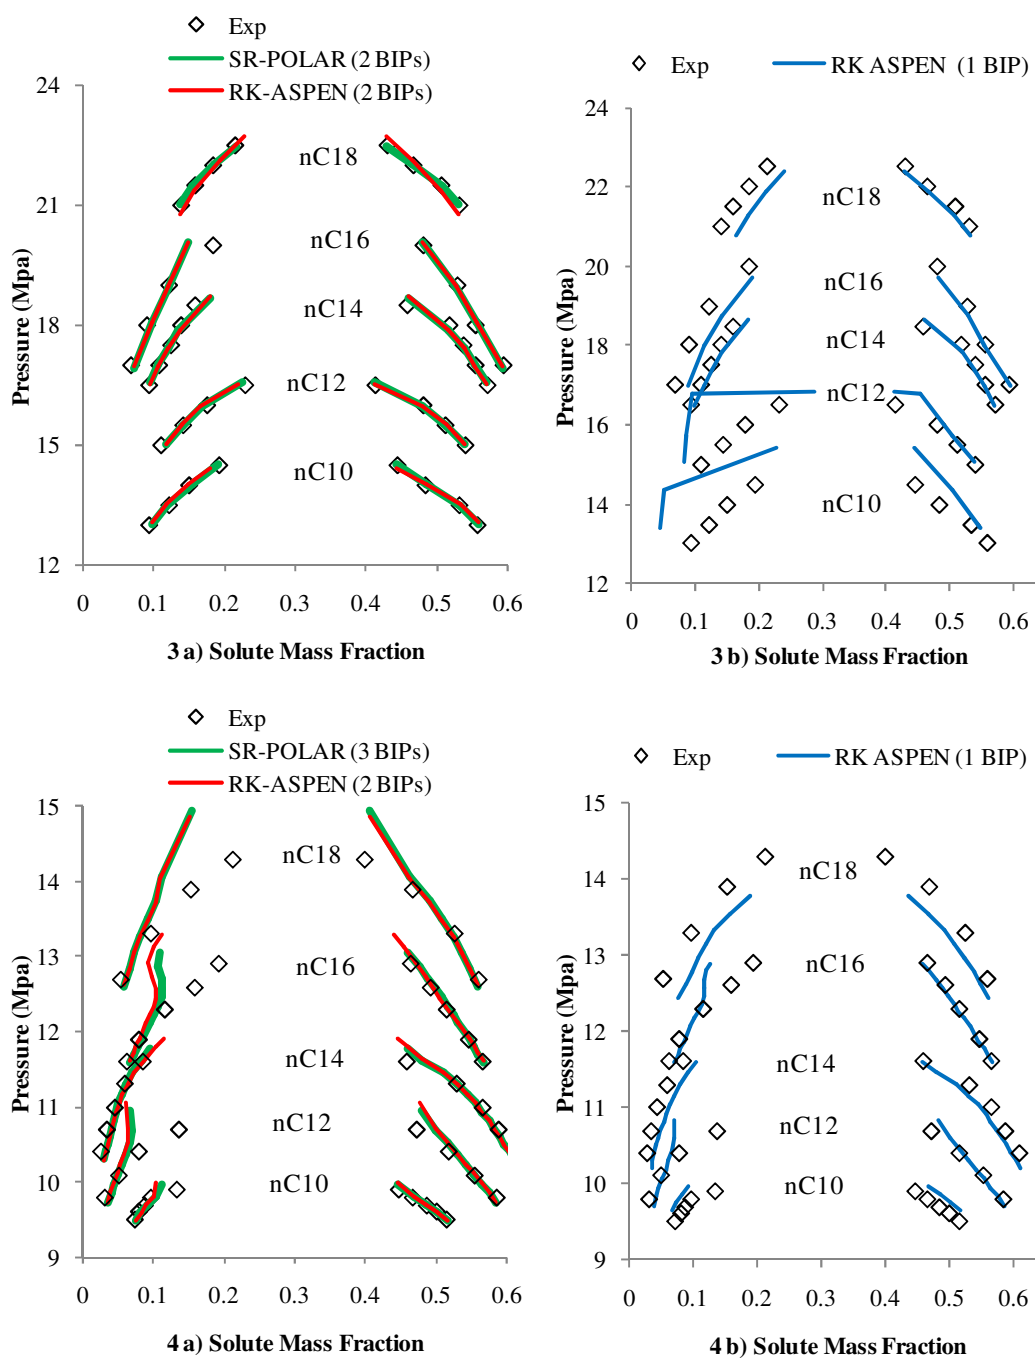 Exp
SR-POLAR (2 BIPs)
RK-ASPEN (2 BIPs)
24
21
18
15
12
Pressure (Mpa)
nC18
nC16
nC14
nC12
nC10
0 0.1 0.2 0.3 0.4 0.5 0.6
3 a) Solute Mass Fraction
Exp RK ASPEN (1 BIP)
24
22
20
18
16
14
12
Pressure (Mpa)
nC18
nC16
nC14
nC12
nC10
0 0.1 0.2 0.3 0.4 0.5 0.6
3 b) Solute Mass Fraction
Exp
SR-POLAR (3 BIPs)
RK-ASPEN (2 BIPs)
15
14
13
12
11
10
9
Pressure (Mpa)
nC18
nC16
nC14
nC12
nC10
0 0.1 0.2 0.3 0.4 0.5 0.6
4 a) Solute Mass Fraction
Exp RK ASPEN (1 BIP)
15
14
13
12
11
10
9
Pressure (Mpa)
nC18
nC16
nC14
nC12
nC10
0 0.1 0.2 0.3 0.4 0.5 0.6
4 b) Solute Mass Fraction